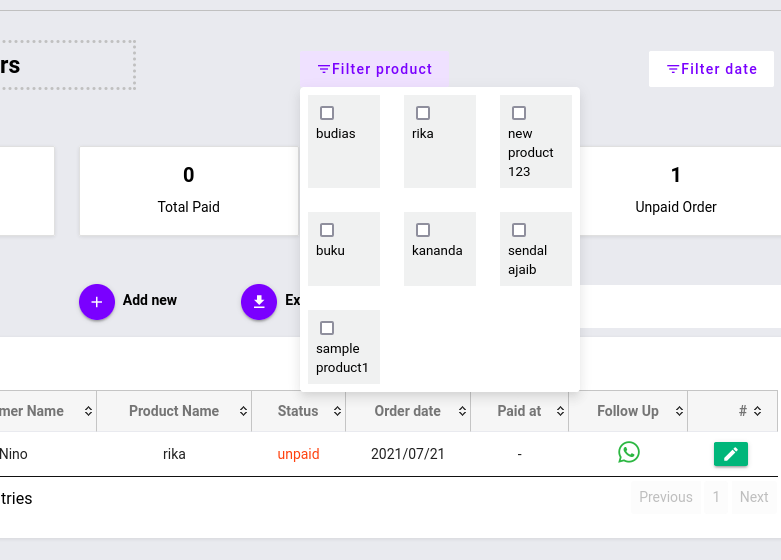 rs
Filter product
Filter date
budias
rika
new
product
123
0
Total Paid
1
Unpaid Order
buku
kananda
sendal
ajaib
Add new
Ex
sample
product1
mer Name
Product Name
Status
Order date
Paid at
Follow Up
#
Nino
rika
unpaid
2021/07/21
-
tries
Previous
1
Next